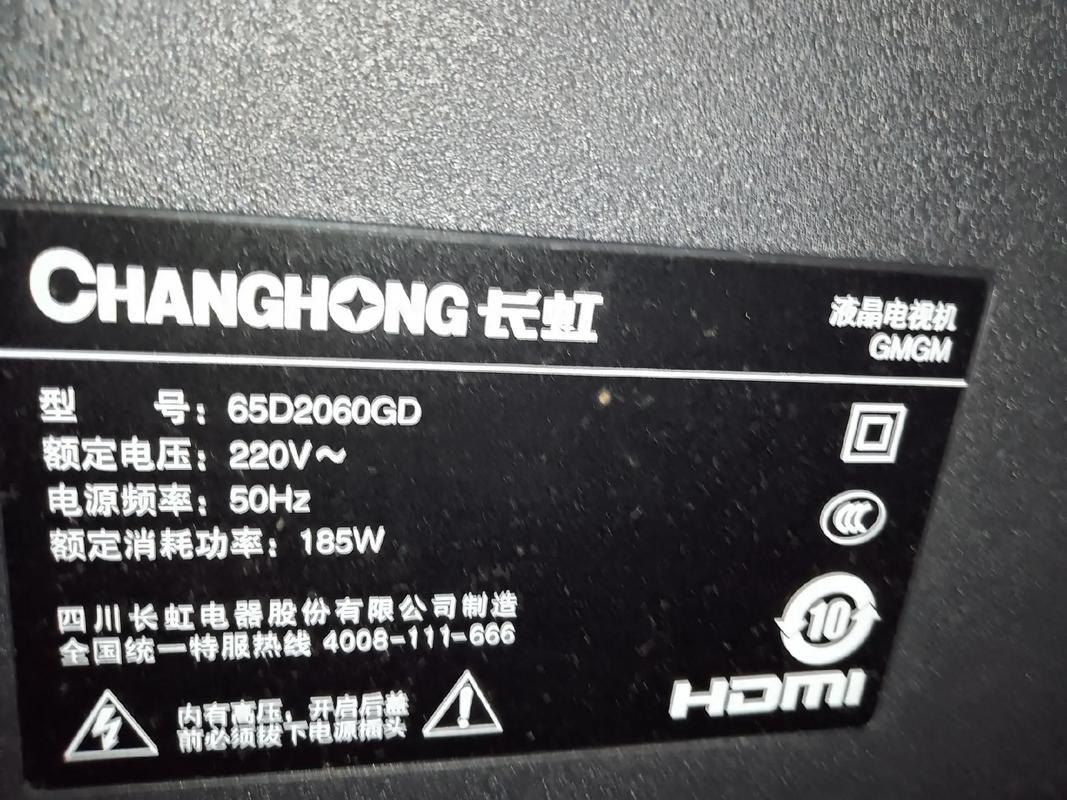 CHANGHONG 长虹
液晶电视机
GMGM
型 号：65D2060GD
额定电压：220V～
电源频率：50Hz
额定消耗功率：185W
四川长虹电器股份有限公司制造
全国统一特服热线 4008-111-666
内有高压，开启后盖
前必须拔下电源插头
10
HDMI